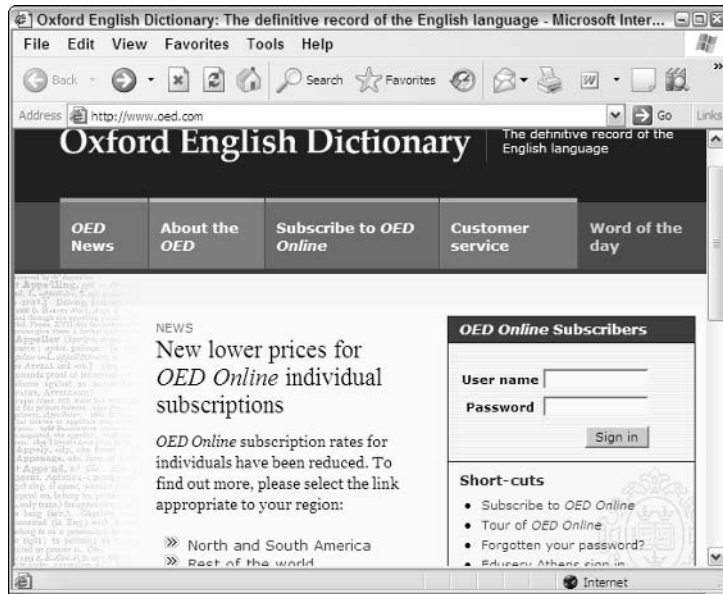 Oxford English Dictionary: The definitive record of the English language - Microsoft Inter...
File Edit View Favorites Tools Help
Back Search Favorites
Address http://www.oed.com Go Links
Oxford English Dictionary
The definitive record of the
English language
OED
News
About the
OED
Subscribe to OED
Online
Customer
service
Word of the
day
NEWS
New lower prices for
OED Online individual
subscriptions
OED Online subscription rates for
individuals have been reduced. To
find out more, please select the link
appropriate to your region:
» North and South America
» Rest of the world
OED Online Subscribers
User name
Password
Sign in
Short-cuts
• Subscribe to OED Online
• Tour of OED Online
• Forgotten your password?
• Eduserv Athens sign in
Internet